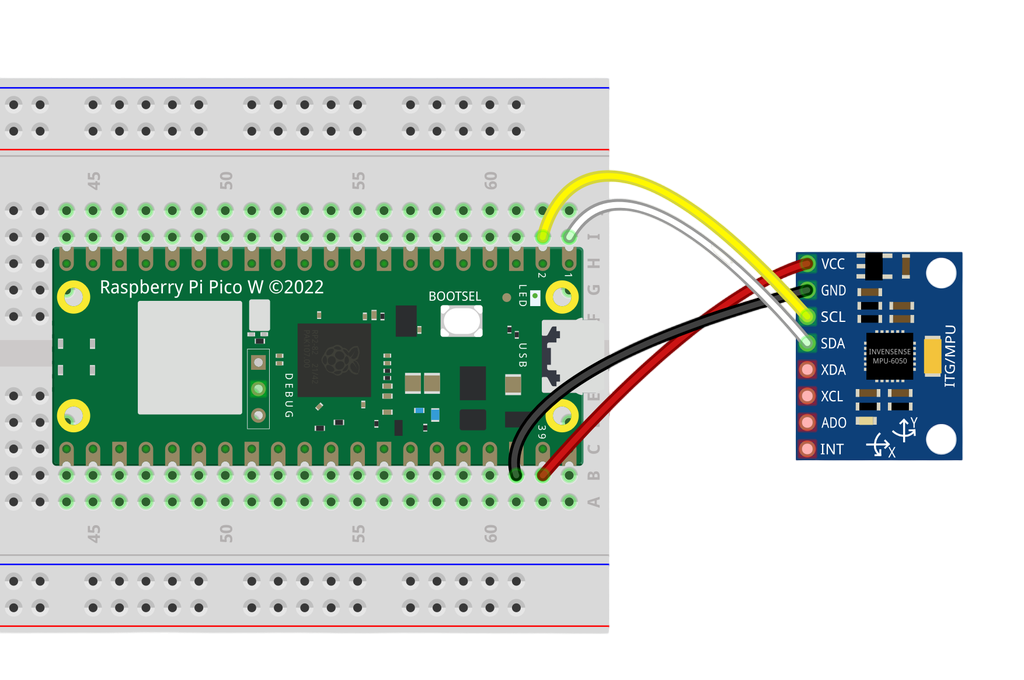 45
50
55
60
I
H
G
F
E
C
B
A
2
1
Raspberry Pi Pico W ©2022
BOOTSEL
LED
USB
DEBUG
39
45
50
55
60
VCC
GND
SCL
SDA
XDA
XCL
ADO
INT
INVENSENSE
MPU-6050
ITG/MPU
Y
X